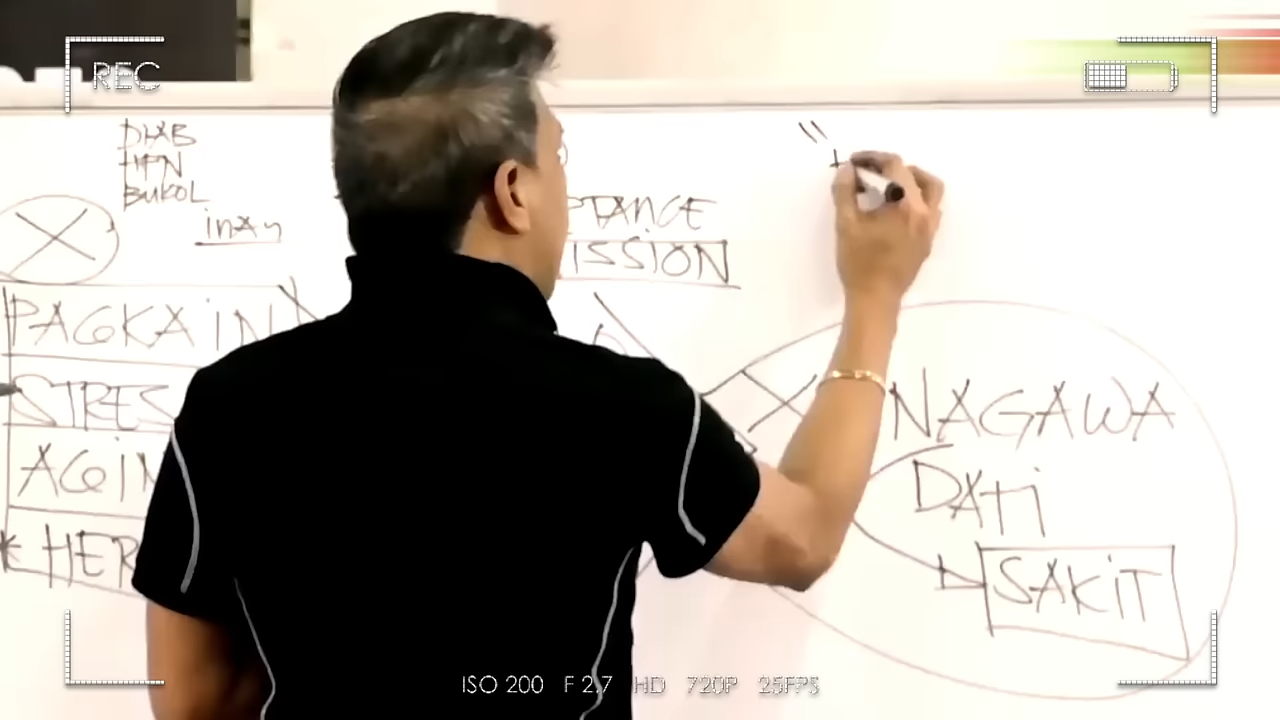 REC
DIAB
HPN
BUKOL
inay
PTANCE
ISSION
PAGKAIN
STRES
AGIN
HER
NAGAWA
DATI
SAKIT
ISO 200 F 2.7 HD 720P 25FPS